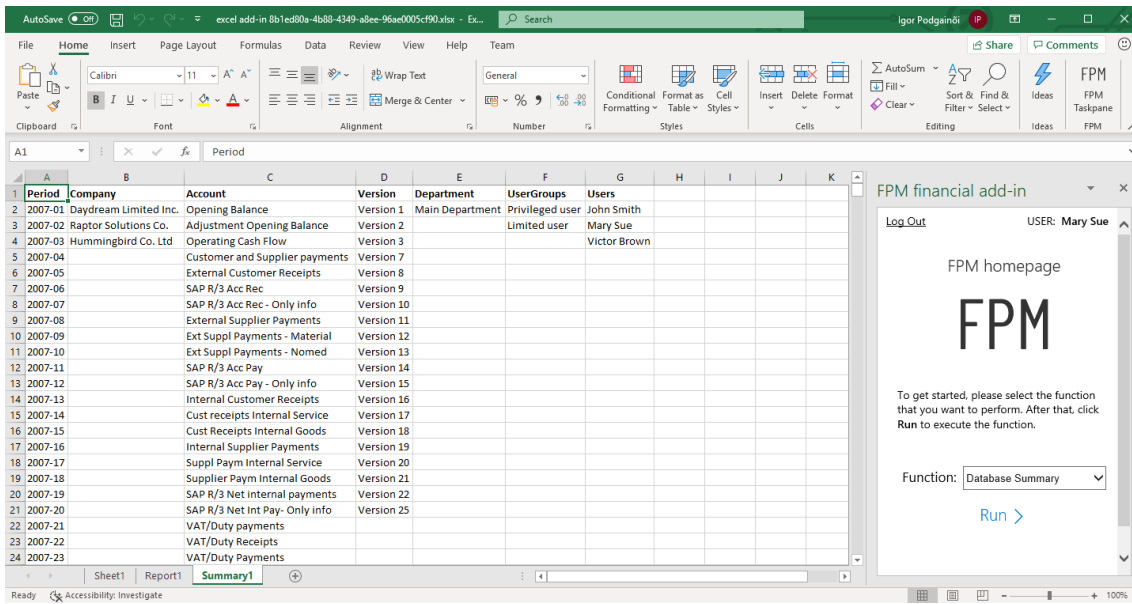 AutoSave Off excel add-in 8b1ed80a-4b88-4349-a8ee-96ae0005cf90.xlsx - Ex... Search Igor Podgainõi IP
File Home Insert Page Layout Formulas Data Review View Help Team Share Comments
Paste Calibri 11 A^ A˅ Wrap Text General Conditional Formatting Format as Table Cell Styles Insert Delete Format AutoSum Fill Clear Sort & Filter Find & Select Ideas FPM FPM Taskpane
B I U A Merge & Center % 9
Clipboard Font Alignment Number Styles Cells Editing Ideas FPM
A1 fx Period
A B C D E F G H I J K
1 Period Company Account Version Department UserGroups Users
2 2007-01 Daydream Limited Inc. Opening Balance Version 1 Main Department Privileged user John Smith
3 2007-02 Raptor Solutions Co. Adjustment Opening Balance Version 2 Limited user Mary Sue
4 2007-03 Hummingbird Co. Ltd Operating Cash Flow Version 3 Victor Brown
5 2007-04 Customer and Supplier payments Version 7
6 2007-05 External Customer Receipts Version 8
7 2007-06 SAP R/3 Acc Rec Version 9
8 2007-07 SAP R/3 Acc Rec - Only info Version 10
9 2007-08 External Supplier Payments Version 11
10 2007-09 Ext Suppl Payments - Material Version 12
11 2007-10 Ext Suppl Payments - Nomed Version 13
12 2007-11 SAP R/3 Acc Pay Version 14
13 2007-12 SAP R/3 Acc Pay - Only info Version 15
14 2007-13 Internal Customer Receipts Version 16
15 2007-14 Cust receipts Internal Service Version 17
16 2007-15 Cust Receipts Internal Goods Version 18
17 2007-16 Internal Supplier Payments Version 19
18 2007-17 Suppl Paym Internal Service Version 20
19 2007-18 Supplier Paym Internal Goods Version 21
20 2007-19 SAP R/3 Net internal payments Version 22
21 2007-20 SAP R/3 Net Int Pay- Only info Version 25
22 2007-21 VAT/Duty payments
23 2007-22 VAT/Duty Receipts
24 2007-23 VAT/Duty Payments
FPM financial add-in
Log Out USER: Mary Sue
FPM homepage
FPM
To get started, please select the function
that you want to perform. After that, click
Run to execute the function.
Function: Database Summary
Run
Sheet1 Report1 Summary1
Ready Accessibility: Investigate 100%